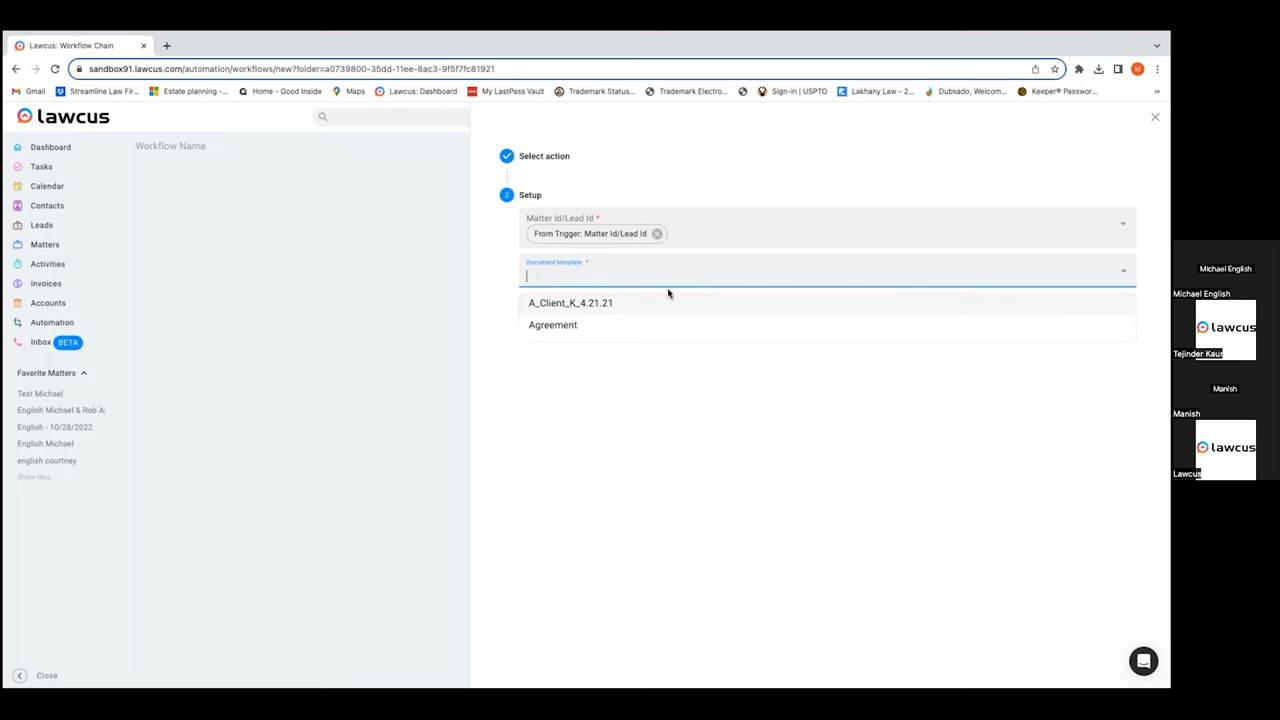 Lawcus: Workflow Chain
sandbox91.lawcus.com/automation/workflows/new?folder=a0739800-35dd-11ee-8ac3-9f5f7fc81921
Gmail
Streamline Law Fir...
Estate planning -...
Home - Good Inside
Maps
Lawcus: Dashboard
My LastPass Vault
Trademark Status...
Trademark Electro...
Sign-in | USPTO
Lakhany Law - 2...
Dubsado, Welcom...
Keeper® Passwor...
»
M
lawcus
Dashboard
Tasks
Calendar
Contacts
Leads
Matters
Activities
Invoices
Accounts
Automation
Inbox BETA
Favorite Matters
Test Michael
English Michael & Rob A
English - 10/28/2022
English Michael
english courtney
Show less
Close
Workflow Name
Select action
2 Setup
Matter Id/Lead Id *
From Trigger: Matter Id/Lead Id
Document template *
A_Client_K_4.21.21
Agreement
Michael English
Michael English
lawcus
Tejinder Kaur
Manish
Manish
lawcus
Lawcus